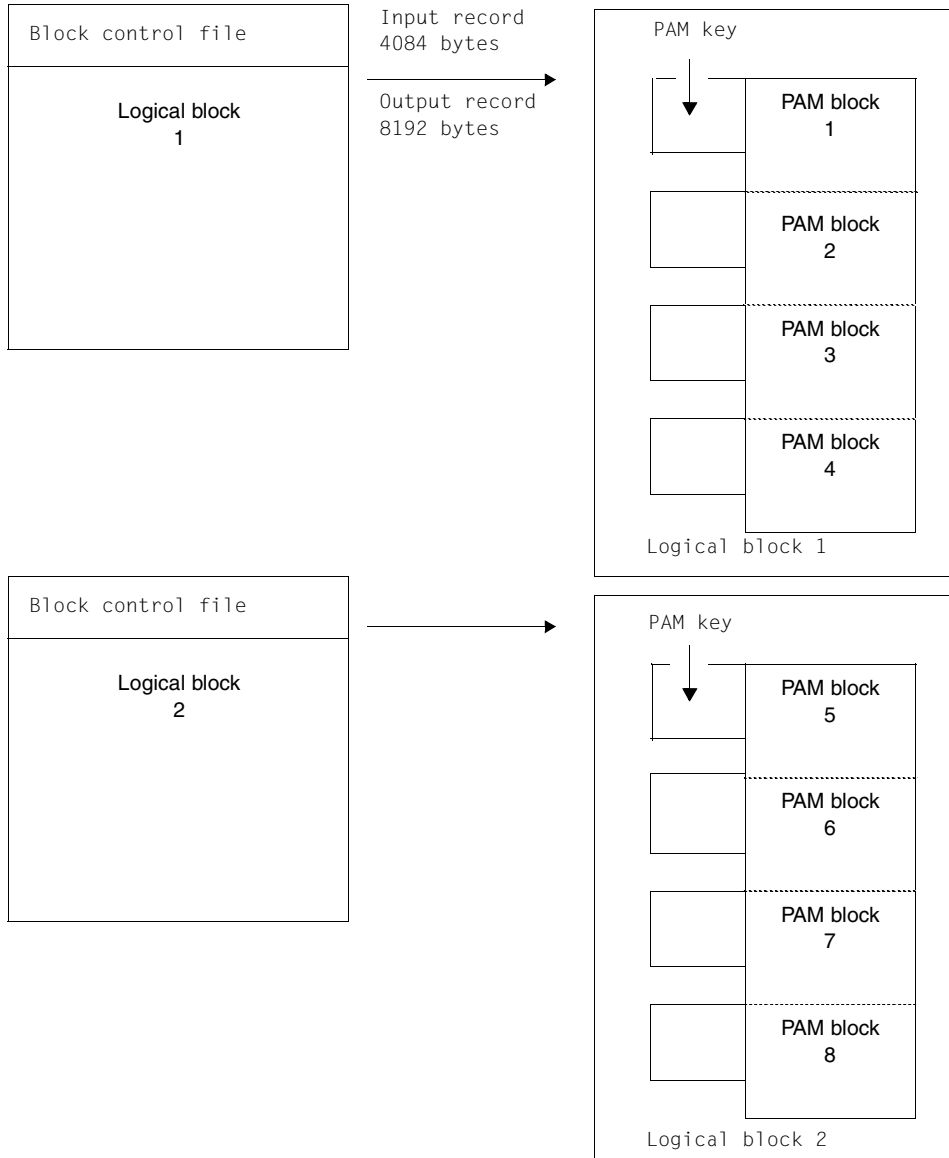 Block control file
Logical block
1
Input record
4084 bytes
Output record
8192 bytes
PAM key
PAM block
1
PAM block
2
PAM block
3
PAM block
4
Logical block 1
Block control file
Logical block
2
PAM key
PAM block
5
PAM block
6
PAM block
7
PAM block
8
Logical block 2